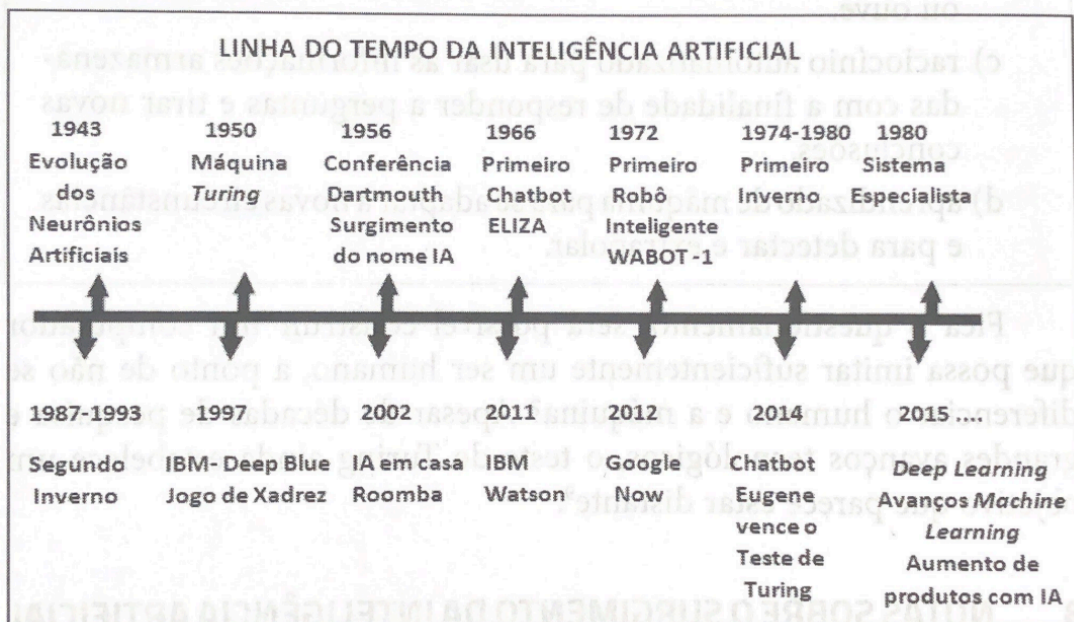 LINHA DO TEMPO DA INTELIGÊNCIA ARTIFICIAL
1943
Evolução
dos
Neurônios
Artificiais
1950
Máquina
Turing
1956
Conferência
Dartmouth
Surgimento
do nome IA
1966
Primeiro
Chatbot
ELIZA
1972
Primeiro
Robô
Inteligente
WABOT -1
1974-1980
Primeiro
Inverno
1980
Sistema
Especialista
1987-1993
Segundo
Inverno
1997
IBM- Deep Blue
Jogo de Xadrez
2002
IA em casa
Roomba
2011
IBM
Watson
2012
Google
Now
2014
Chatbot
Eugene
vence o
Teste de
Turing
2015....
Deep Learning
Avanços Machine
Learning
Aumento de
produtos com IA